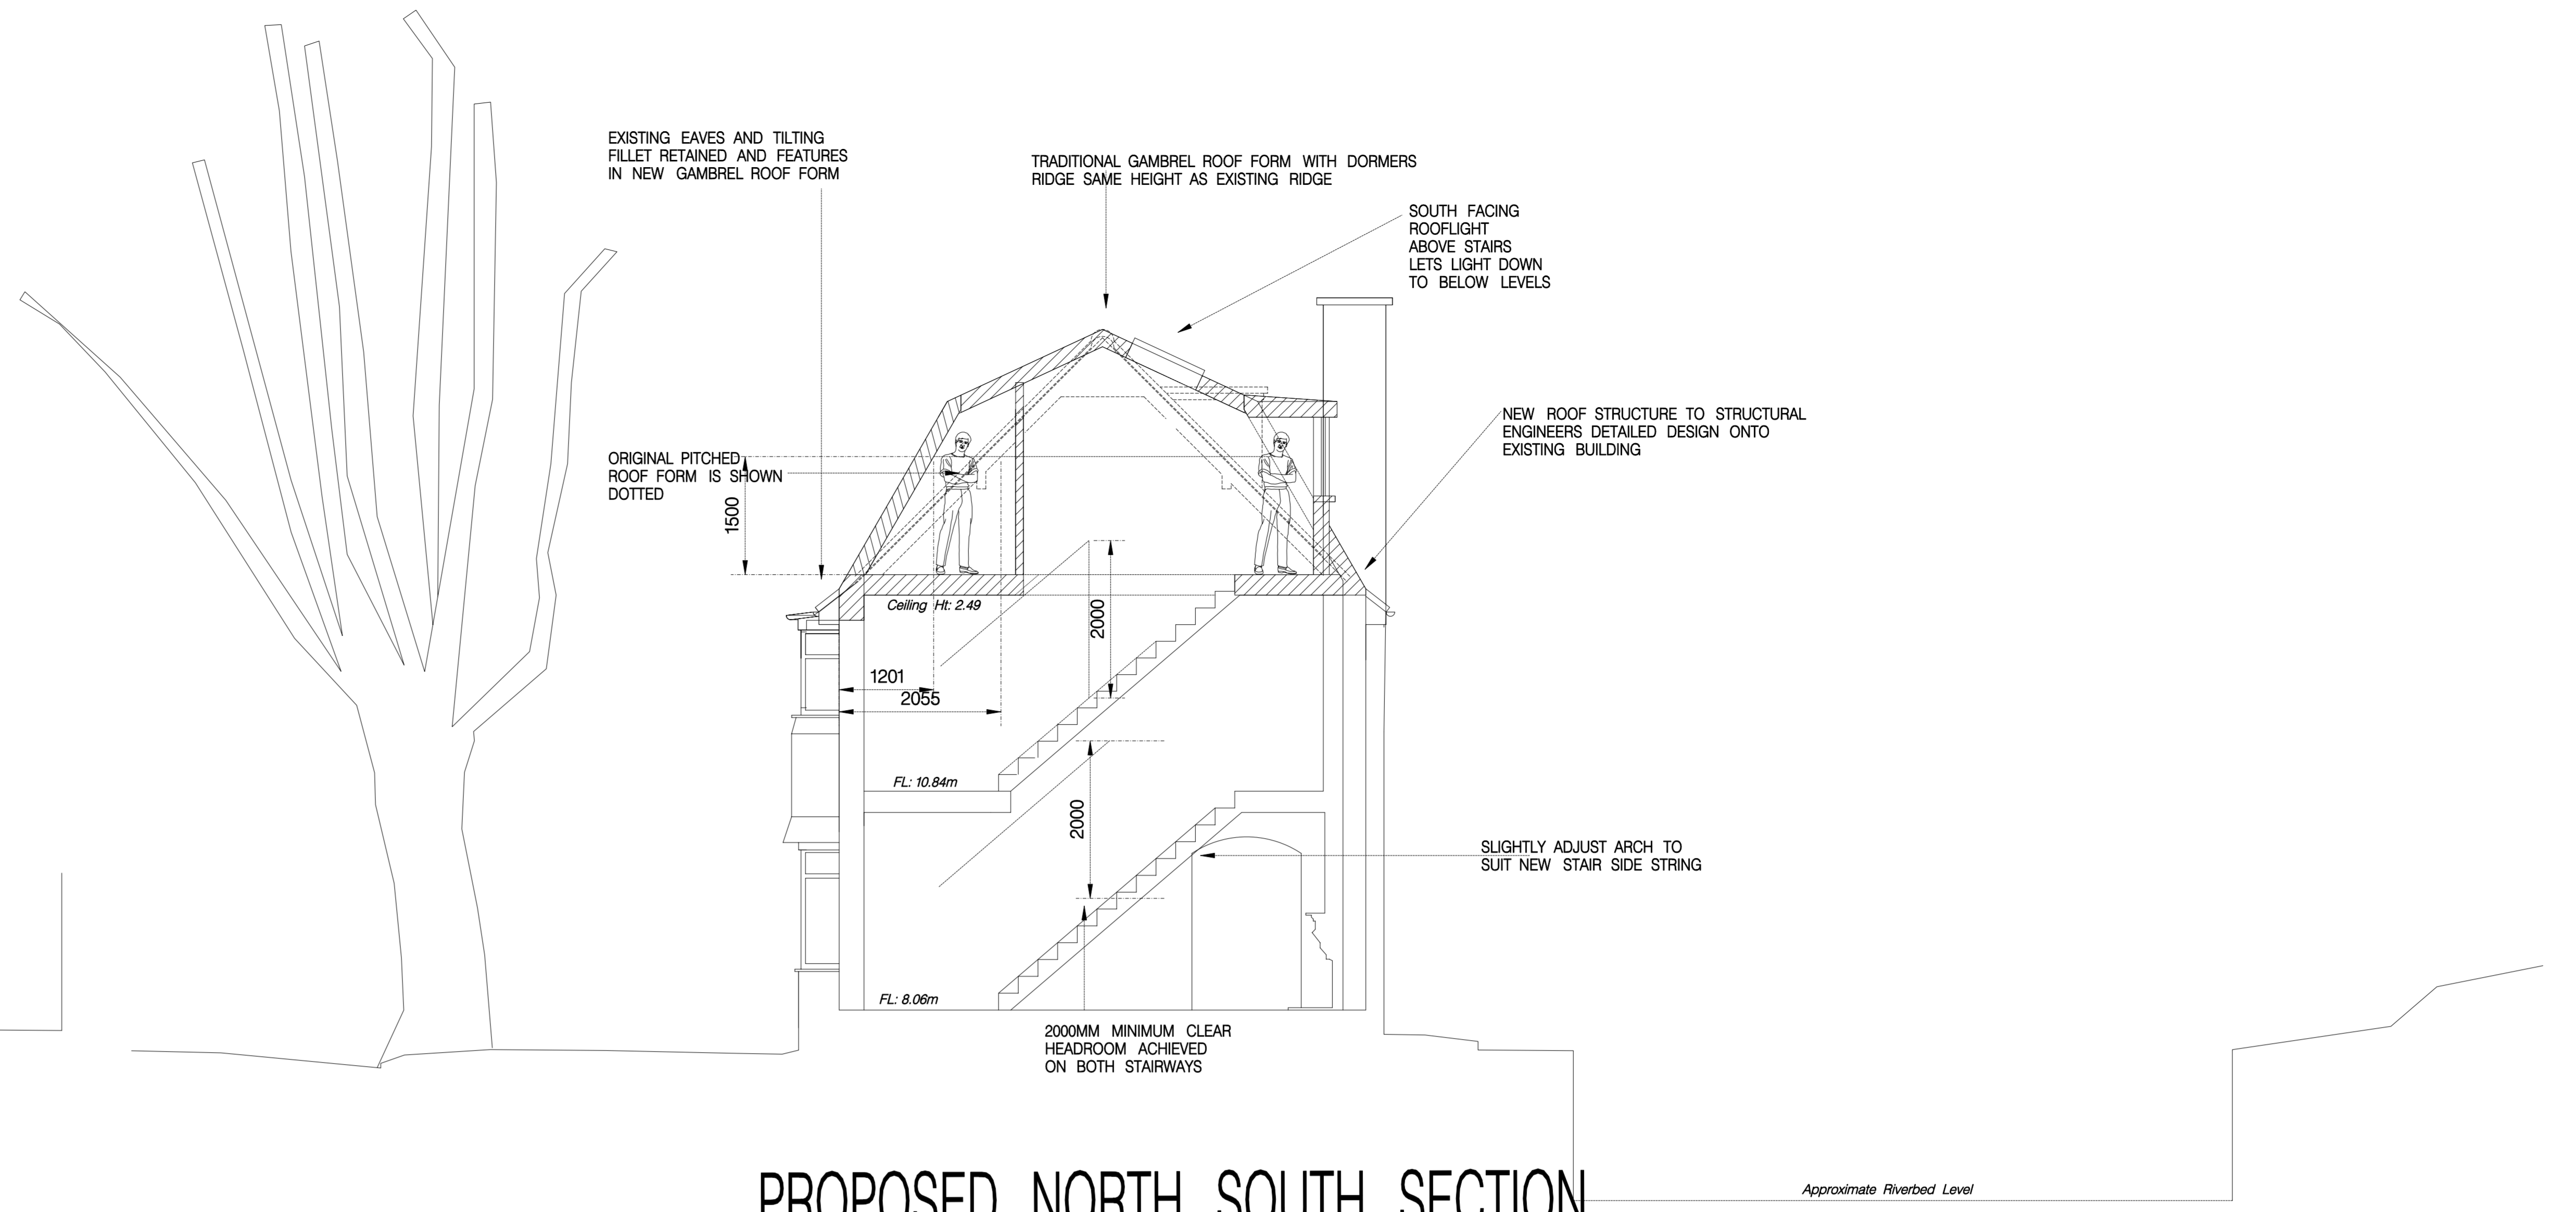 EXISTING EAVES AND TILTING
FILLET RETAINED AND FEATURES
IN NEW GAMBREL ROOF FORM
TRADITIONAL GAMBREL ROOF FORM WITH DORMERS
RIDGE SAME HEIGHT AS EXISTING RIDGE
SOUTH FACING
ROOFLIGHT
ABOVE STAIRS
LETS LIGHT DOWN
TO BELOW LEVELS
NEW ROOF STRUCTURE TO STRUCTURAL
ENGINEERS DETAILED DESIGN ONTO
EXISTING BUILDING
ORIGINAL PITCHED
ROOF FORM IS SHOWN
DOTTED
1500
Ceiling Ht: 2.49
2000
1201
2055
FL: 10.84m
2000
SLIGHTLY ADJUST ARCH TO
SUIT NEW STAIR SIDE STRING
FL: 8.06m
2000MM MINIMUM CLEAR
HEADROOM ACHIEVED
ON BOTH STAIRWAYS
PROPOSED NORTH SOUTH SECTION
Approximate Riverbed Level